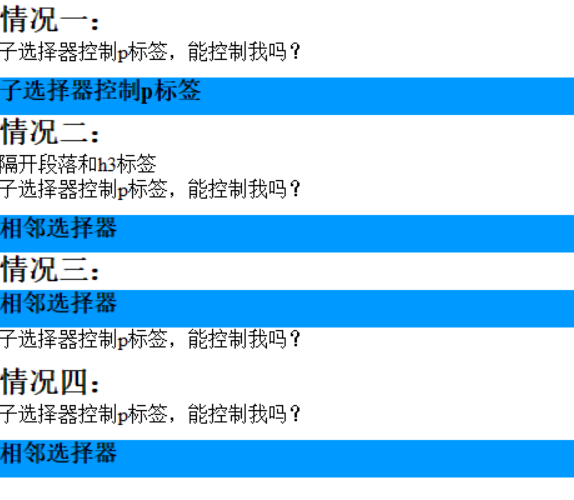 情况一：
子选择器控制p标签，能控制我吗？
子选择器控制p标签
情况二：
隔开段落和h3标签
子选择器控制p标签，能控制我吗？
相邻选择器
情况三：
相邻选择器
子选择器控制p标签，能控制我吗？
情况四：
子选择器控制p标签，能控制我吗？
相邻选择器